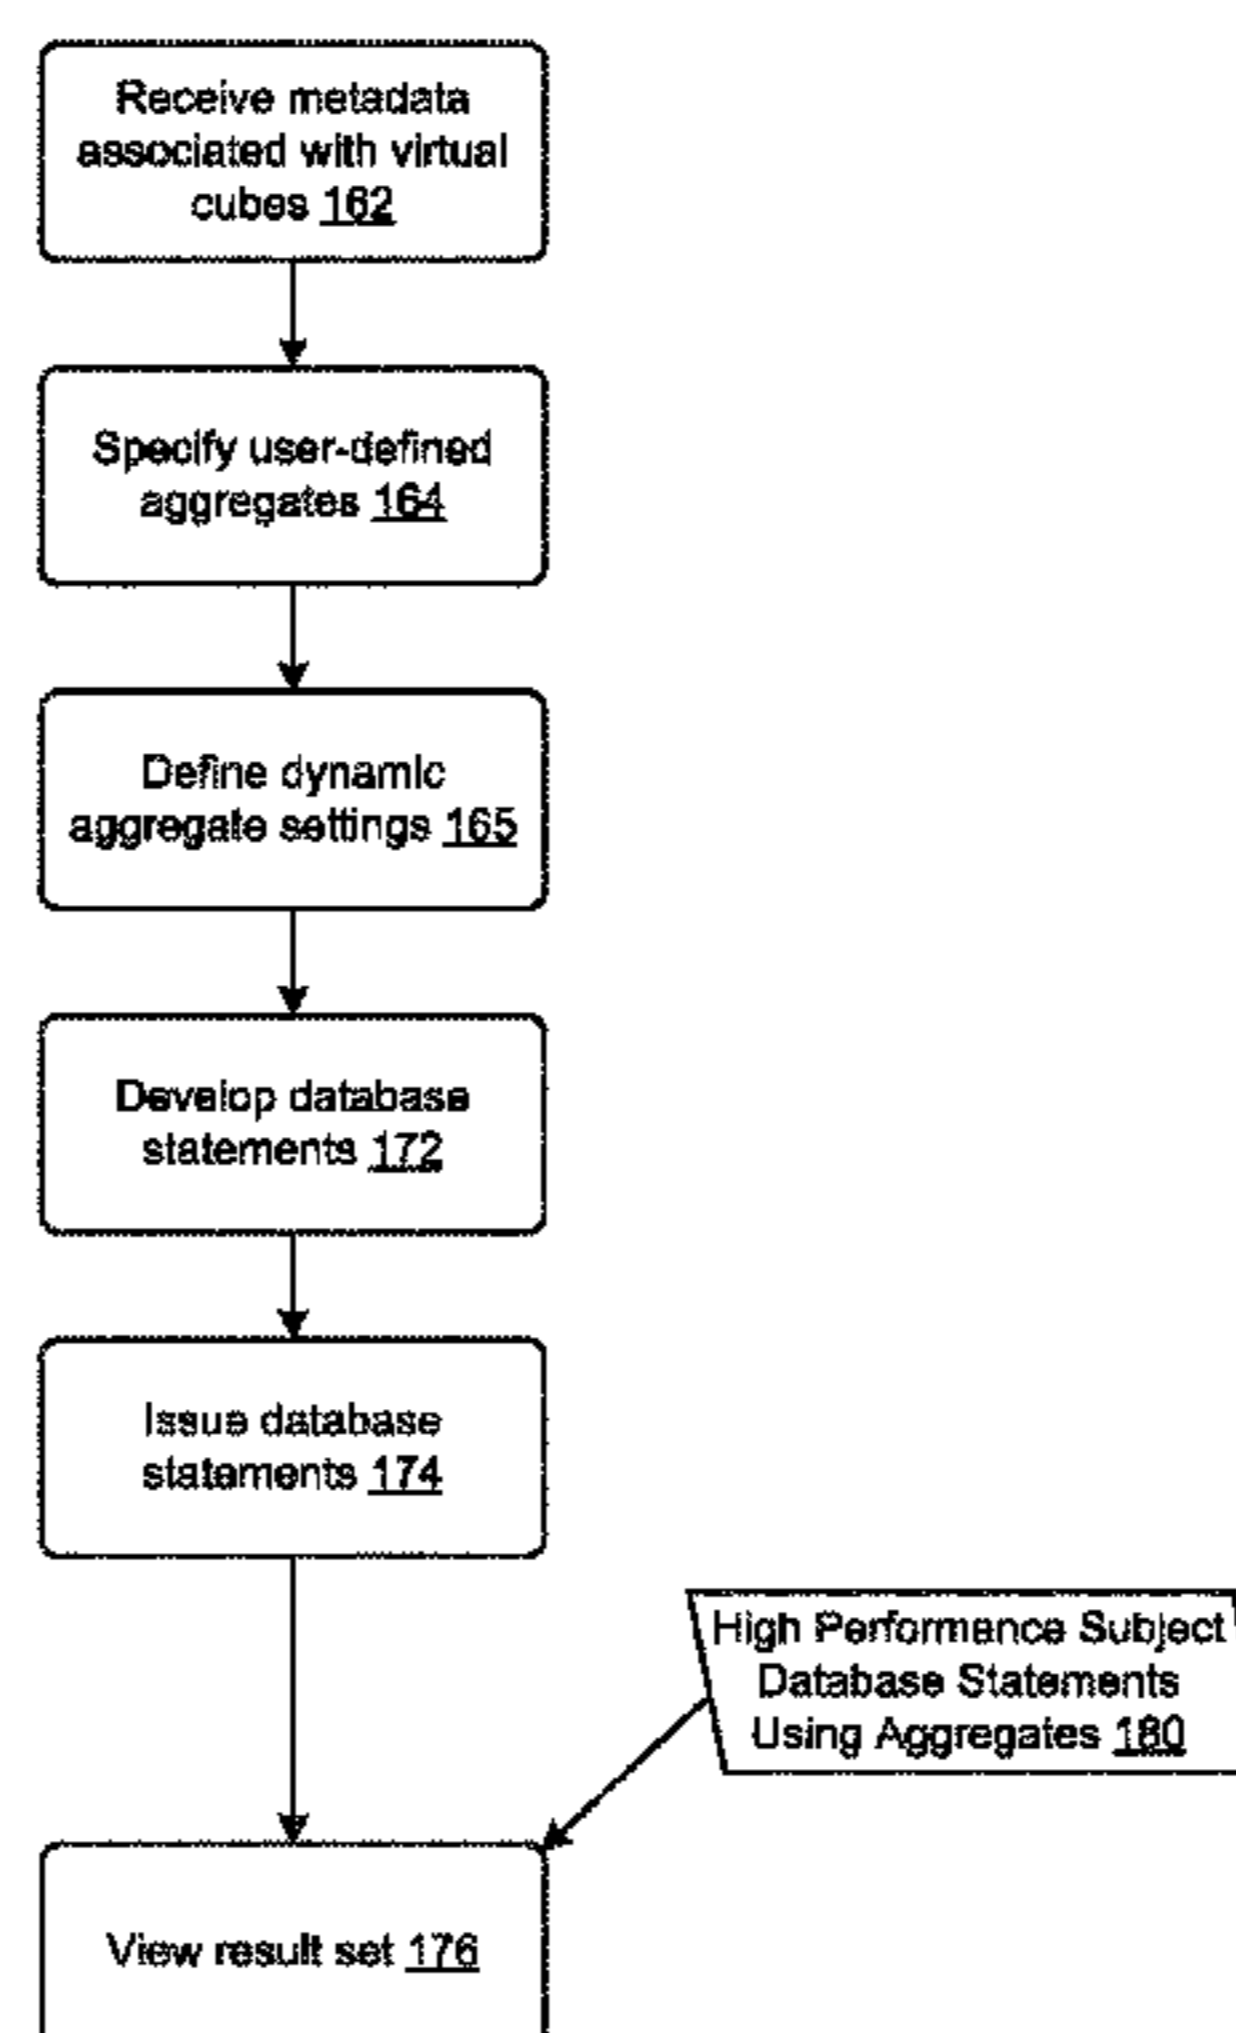 Receive metadata
associated with virtual
cubes 162
Specify user-defined
aggregates 164
Define dynamic
aggregate settings 165
Develop database
statements 172
Issue database
statements 174
High Performance Subject
Database Statements
Using Aggregates 180
View result set 176